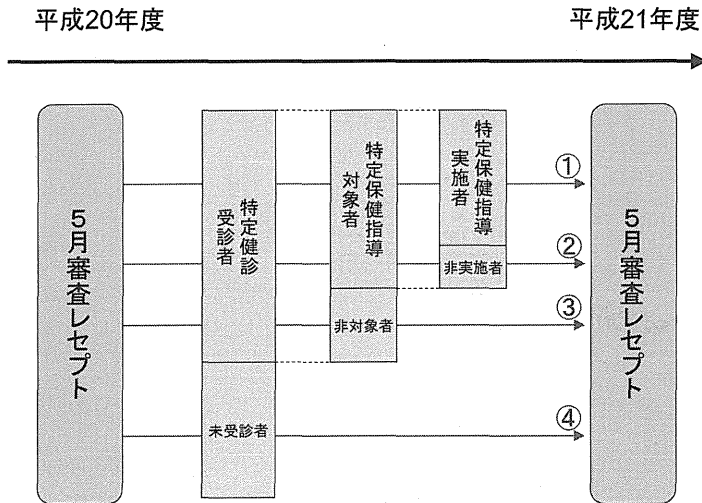 平成20年度
平成21年度
5月審査レセプト
特定健診
受診者
未受診者
特定保健指導
対象者
非対象者
特定保健指導
実施者
非実施者
①
②
③
④
5月審査レセプト